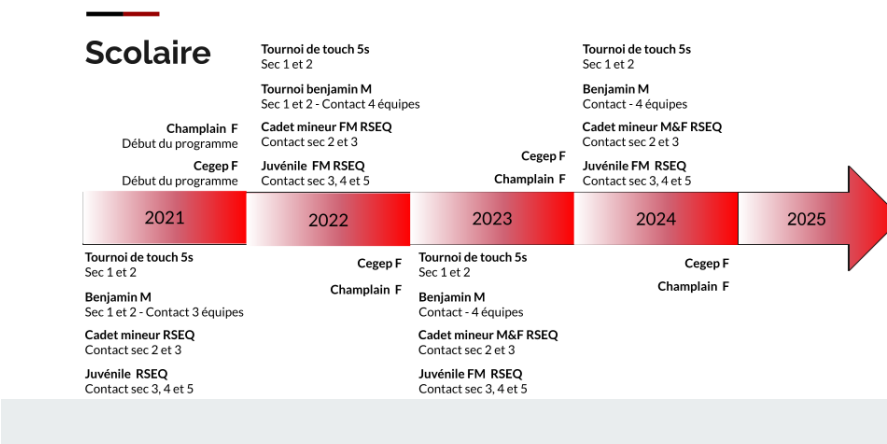 Scolaire
Champlain F
Début du programme
Cegep F
Début du programme
Tournoi de touch 5s
Sec 1 et 2
Tournoi benjamin M
Sec 1 et 2 - Contact 4 équipes
Cadet mineur FM RSEQ
Contact sec 2 et 3
Juvénile FM RSEQ
Contact sec 3, 4 et 5
Cegep F
Champlain F
Tournoi de touch 5s
Sec 1 et 2
Benjamin M
Contact - 4 équipes
Cadet mineur M&F RSEQ
Contact sec 2 et 3
Juvénile FM RSEQ
Contact sec 3, 4 et 5
2021
2022
2023
2024
2025
Tournoi de touch 5s
Sec 1 et 2
Benjamin M
Sec 1 et 2 - Contact 3 équipes
Cadet mineur RSEQ
Contact sec 2 et 3
Juvénile RSEQ
Contact sec 3, 4 et 5
Cegep F
Champlain F
Tournoi de touch 5s
Sec 1 et 2
Benjamin M
Contact - 4 équipes
Cadet mineur M&F RSEQ
Contact sec 2 et 3
Juvénile FM RSEQ
Contact sec 3, 4 et 5
Cegep F
Champlain F